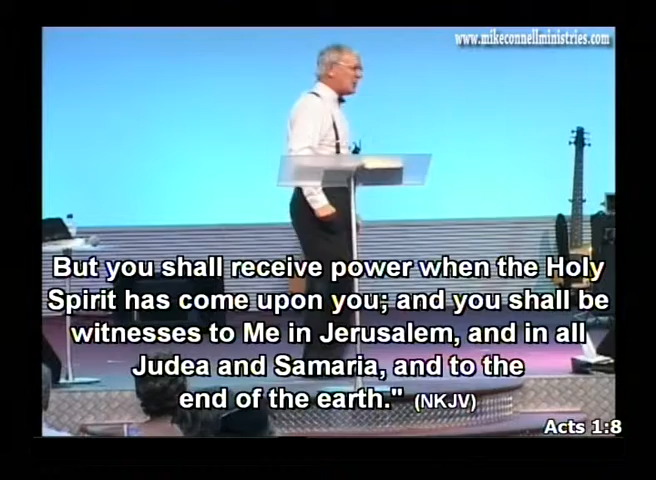 www.mikeconnellministries.com
But you shall receive power when the Holy
Spirit has come upon you; and you shall be
witnesses to Me in Jerusalem, and in all
Judea and Samaria, and to the
end of the earth." (NKJV)
Acts 1:8